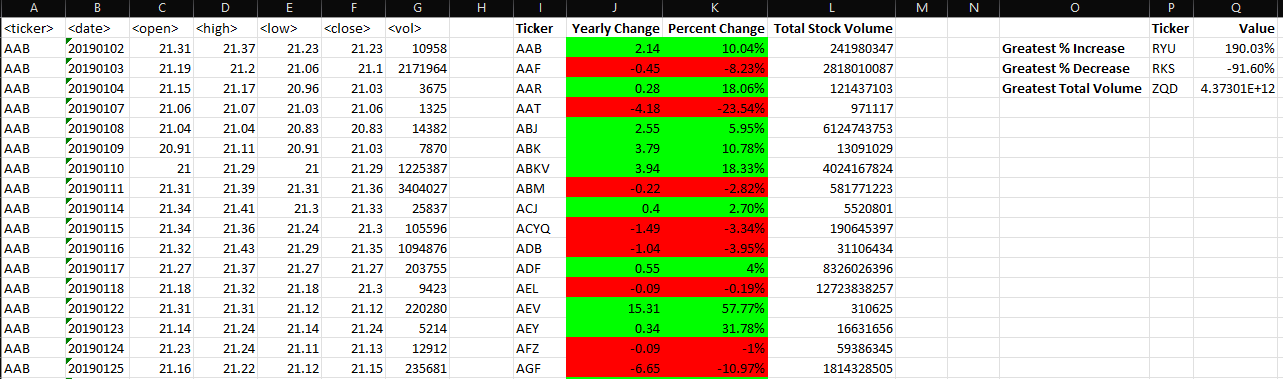 A B C D E F G H I J K L M N O P Q
<ticker> <date> <open> <high> <low> <close> <vol> Ticker Yearly Change Percent Change Total Stock Volume Ticker Value
AAB 20190102 21.31 21.37 21.23 21.23 10958 AAB 2.14 10.04% 241980347 Greatest % Increase RYU 190.03%
AAB 20190103 21.19 21.2 21.06 21.1 2171964 AAF -0.45 -8.23% 2818010087 Greatest % Decrease RKS -91.60%
AAB 20190104 21.15 21.17 20.96 21.03 3675 AAR 0.28 18.06% 121437103 Greatest Total Volume ZQD 4.37301E+12
AAB 20190107 21.06 21.07 21.03 21.06 1325 AAT -4.18 -23.54% 971117
AAB 20190108 21.04 21.04 20.83 20.83 14382 ABJ 2.55 5.95% 6124743753
AAB 20190109 20.91 21.11 20.91 21.03 7870 ABK 3.79 10.78% 13091029
AAB 20190110 21 21.29 21 21.29 1225387 ABKV 3.94 18.33% 4024167824
AAB 20190111 21.31 21.39 21.31 21.36 3404027 ABM -0.22 -2.82% 581771223
AAB 20190114 21.34 21.41 21.3 21.33 25837 ACJ 0.4 2.70% 5520801
AAB 20190115 21.34 21.36 21.24 21.3 105596 ACYQ -1.49 -3.34% 190645397
AAB 20190116 21.32 21.43 21.29 21.35 1094876 ADB -1.04 -3.95% 31106434
AAB 20190117 21.27 21.37 21.27 21.27 203755 ADF 0.55 4% 8326026396
AAB 20190118 21.18 21.32 21.18 21.3 9423 AEL -0.09 -0.19% 12723838257
AAB 20190122 21.31 21.31 21.12 21.12 220280 AEV 15.31 57.77% 310625
AAB 20190123 21.14 21.24 21.14 21.24 5214 AEY 0.34 31.78% 16631656
AAB 20190124 21.23 21.24 21.11 21.13 12912 AFZ -0.09 -1% 59386345
AAB 20190125 21.16 21.22 21.12 21.15 235681 AGF -6.65 -10.97% 1814328505